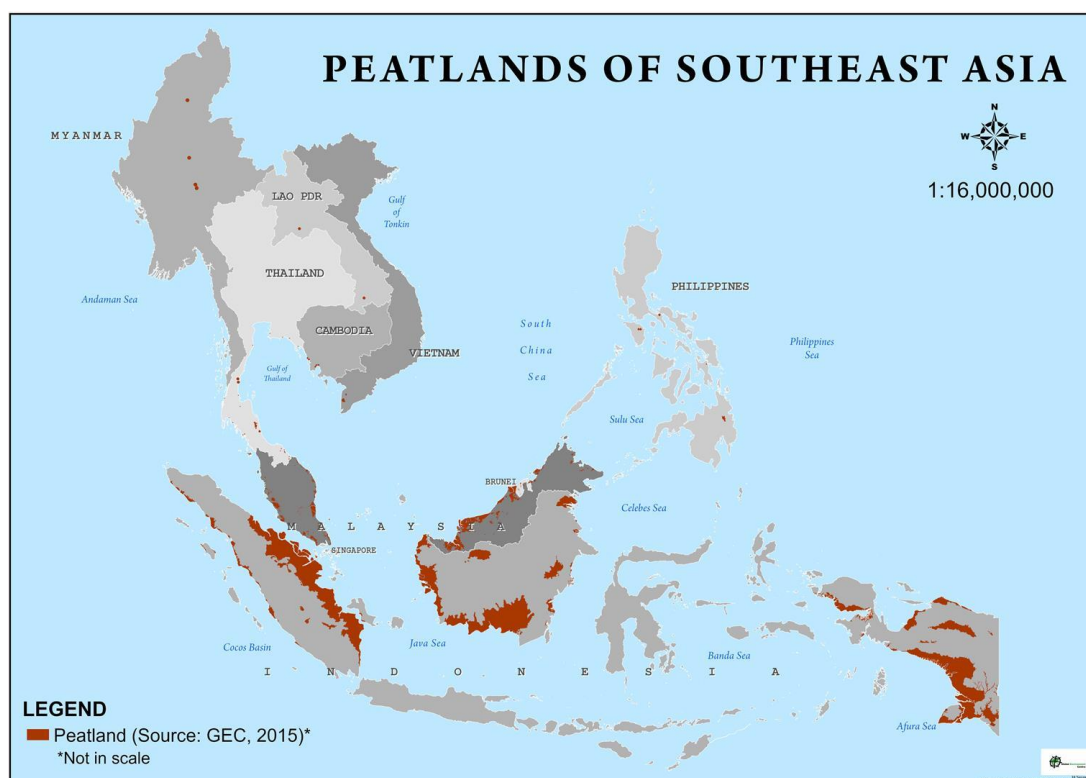 PEATLANDS OF SOUTHEAST ASIA
N
W E
S
1:16,000,000
MYANMAR
LAO PDR
Gulf
of
Tonkin
THAILAND
PHILIPPINES
Andaman Sea
CAMBODIA
South
China
Sea
VIETNAM
Philippines
Sea
Gulf of
Thailand
Sulu Sea
BRUNEI
Celebes Sea
MALAYSIA
SINGAPORE
Cocos Basin
Java Sea
Banda Sea
INDONESIA
Afura Sea
LEGEND
Peatland (Source: GEC, 2015)*
*Not in scale